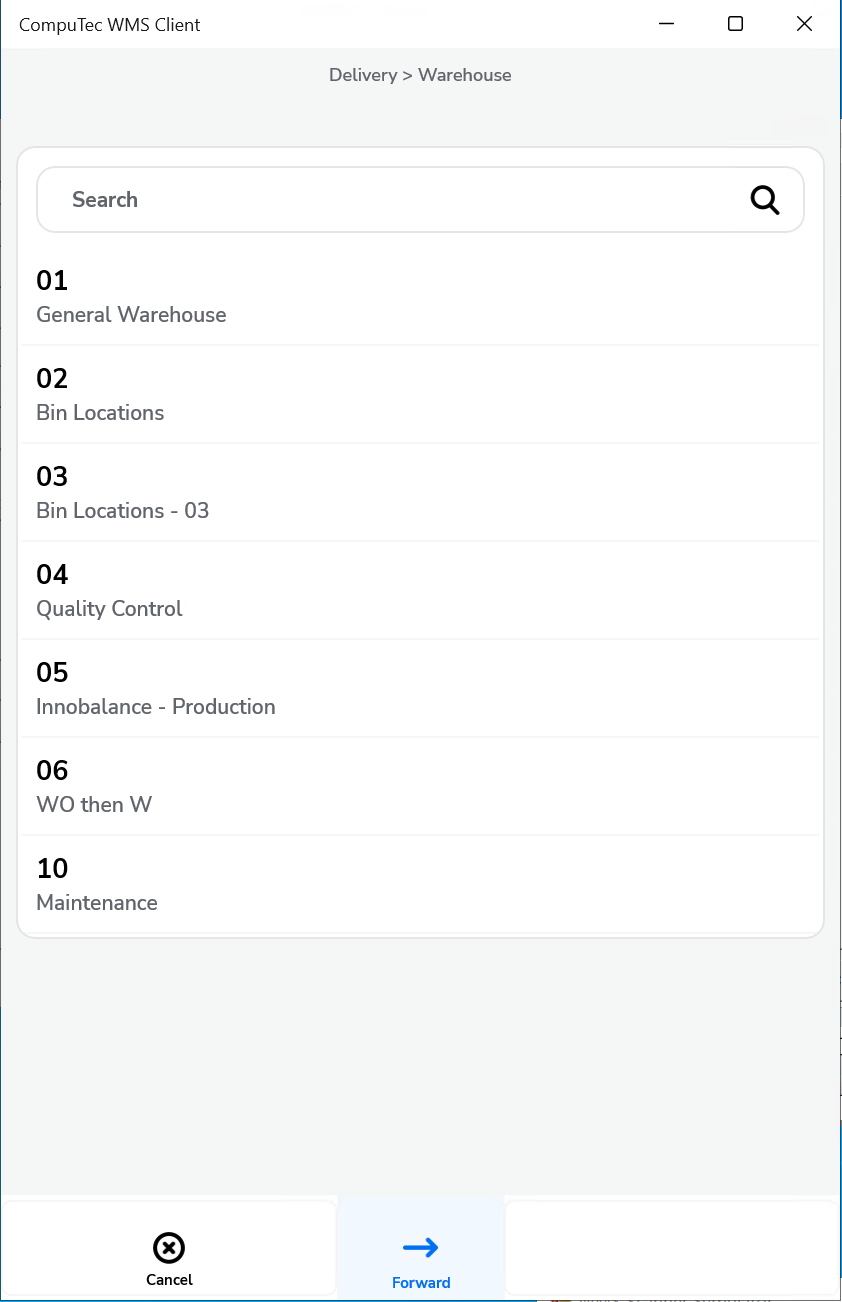 CompuTec WMS Client
Delivery > Warehouse
Search
01
General Warehouse
02
Bin Locations
03
Bin Locations - 03
04
Quality Control
05
Innobalance - Production
06
WO then W
10
Maintenance
Cancel
Forward